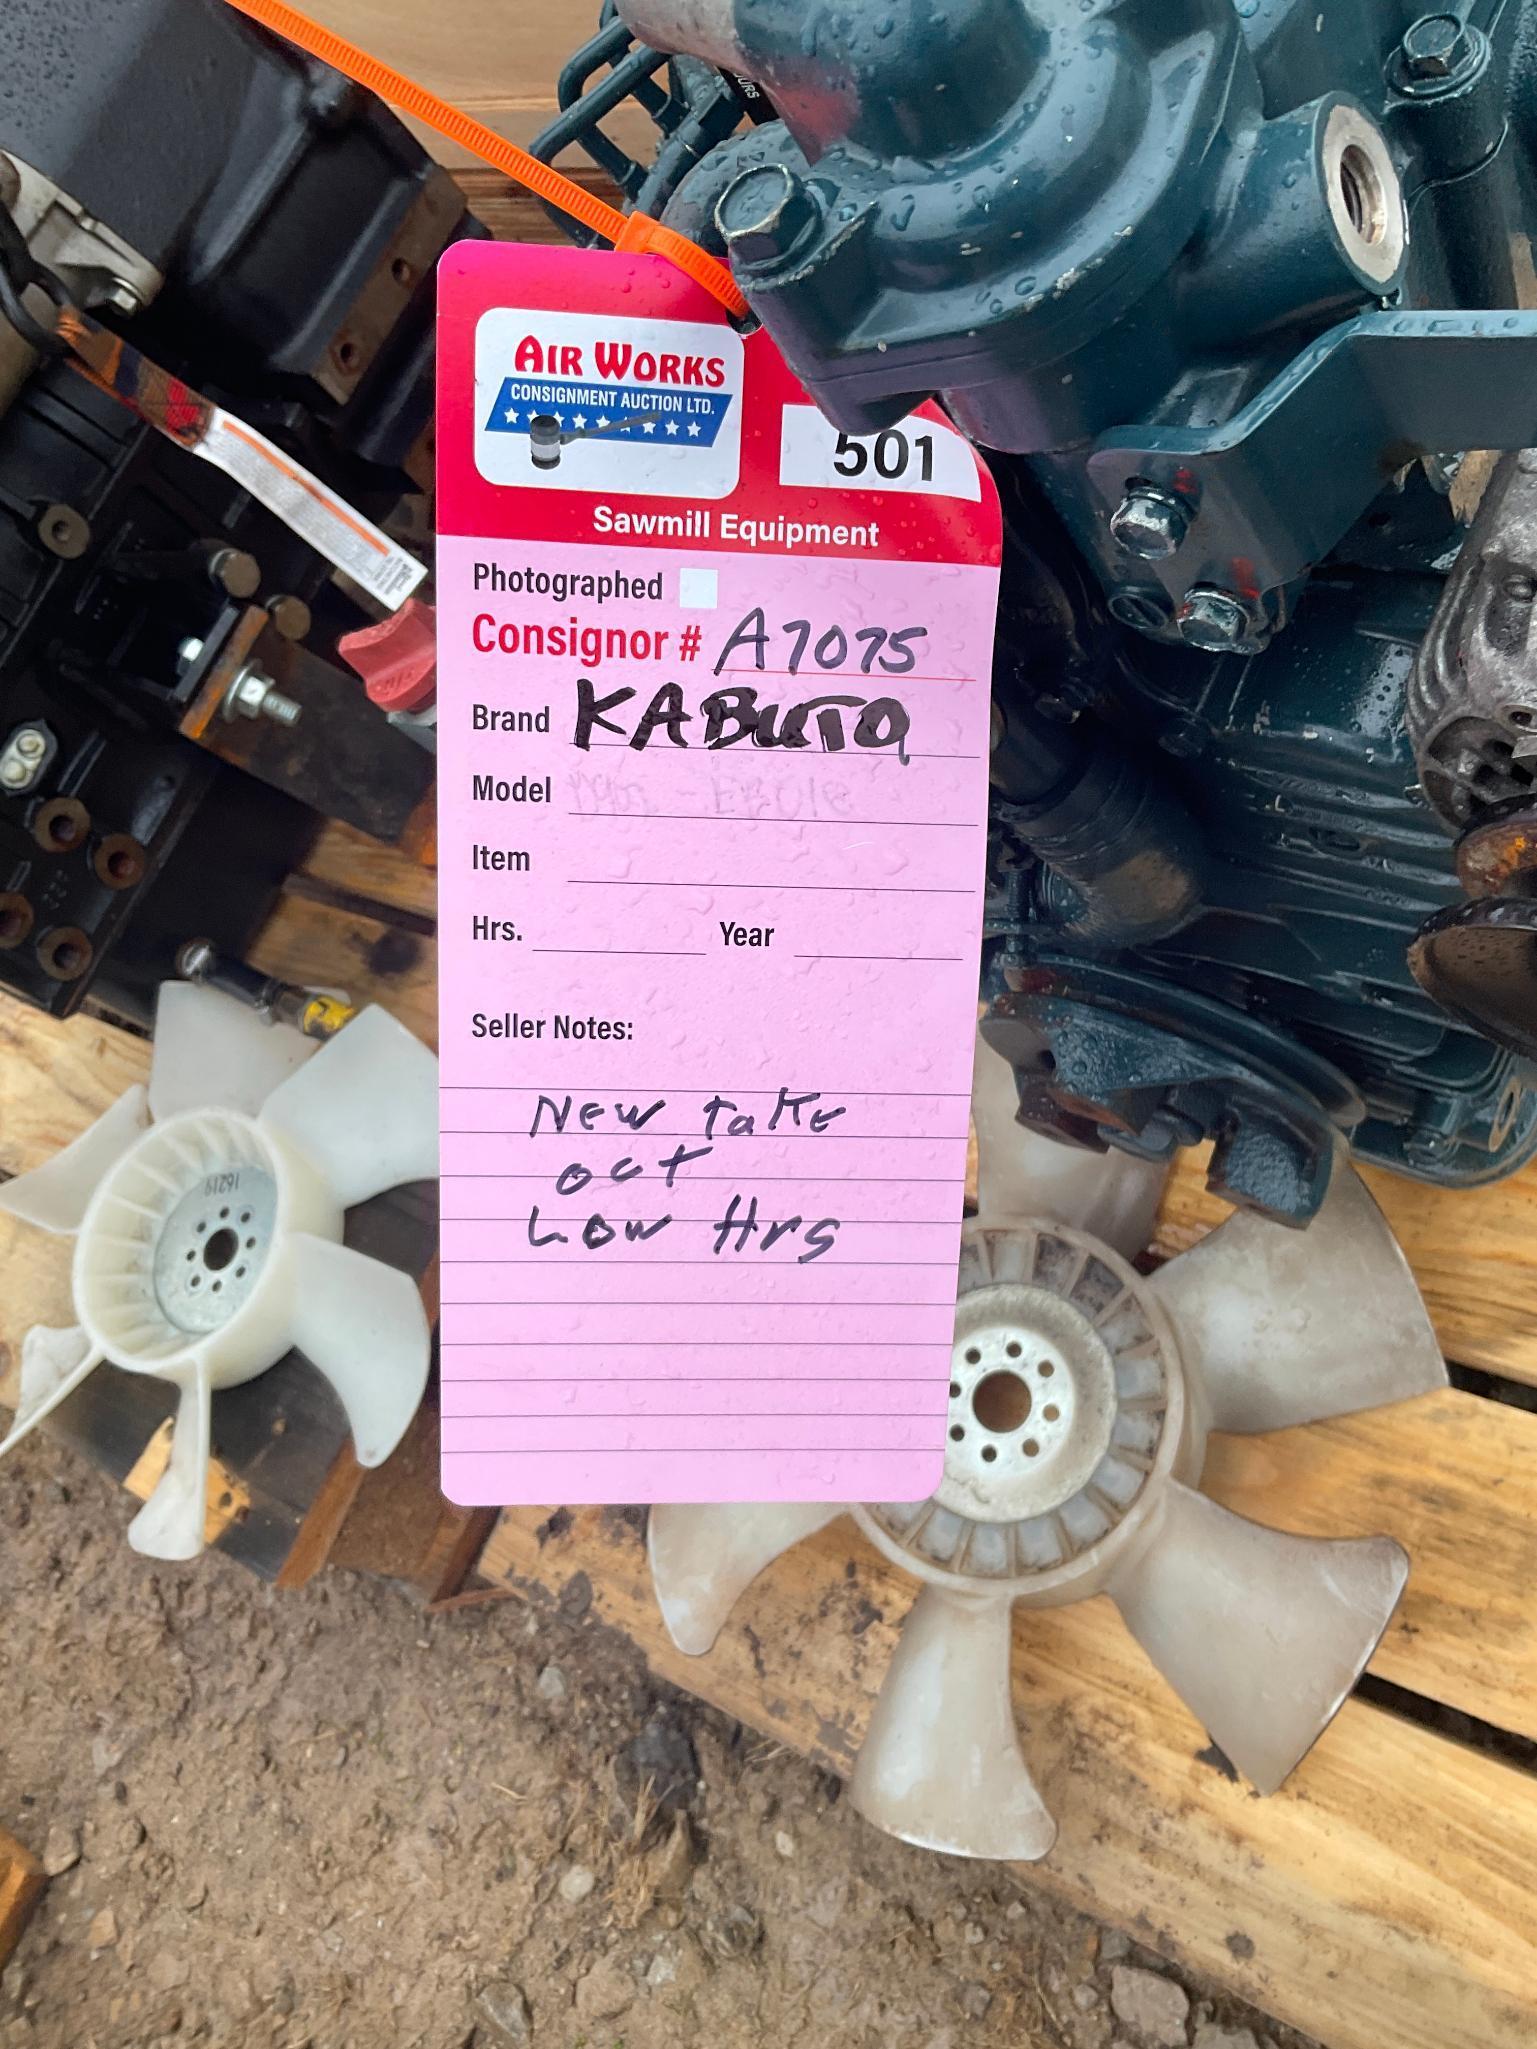 AIR WORKS
CONSIGNMENT AUCTION LTD.
501
Sawmill Equipment
Photographed
Consignor # A7075
Brand KABUTO
Model
Item
Hrs. Year
Seller Notes:
New Take
out
Low Hrs
16219